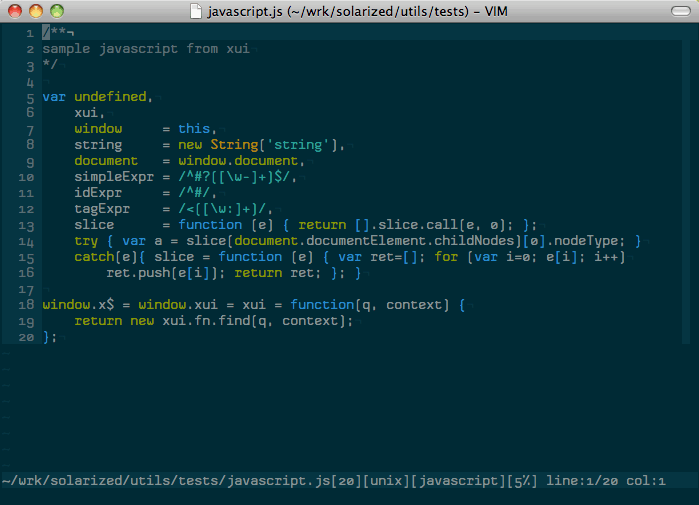 javascript.js (~/wrk/solarized/utils/tests) - VIM
1 /**¬
2 sample javascript from xui¬
3 */¬
4 ¬
5 var undefined,¬
6     xui,¬
7     window     = this,¬
8     string     = new String('string'),¬
9     document   = window.document,¬
10     simpleExpr = /^#?([\w-]+)$/,¬
11     idExpr     = /^#/,¬
12     tagExpr    = /<([\w:]+)/,¬
13     slice      = function (e) { return [].slice.call(e, 0); };¬
14     try { var a = slice(document.documentElement.childNodes)[0].nodeType; }¬
15     catch(e){ slice = function (e) { var ret=[]; for (var i=0; e[i]; i++)¬
16         ret.push(e[i]); return ret; }; }¬
17 ¬
18 window.x$ = window.xui = xui = function(q, context) {¬
19     return new xui.fn.find(q, context);¬
20 };¬
~
~
~
~
~
~
~
~
~/wrk/solarized/utils/tests/javascript.js[20][unix][javascript][5%] line:1/20 col:1